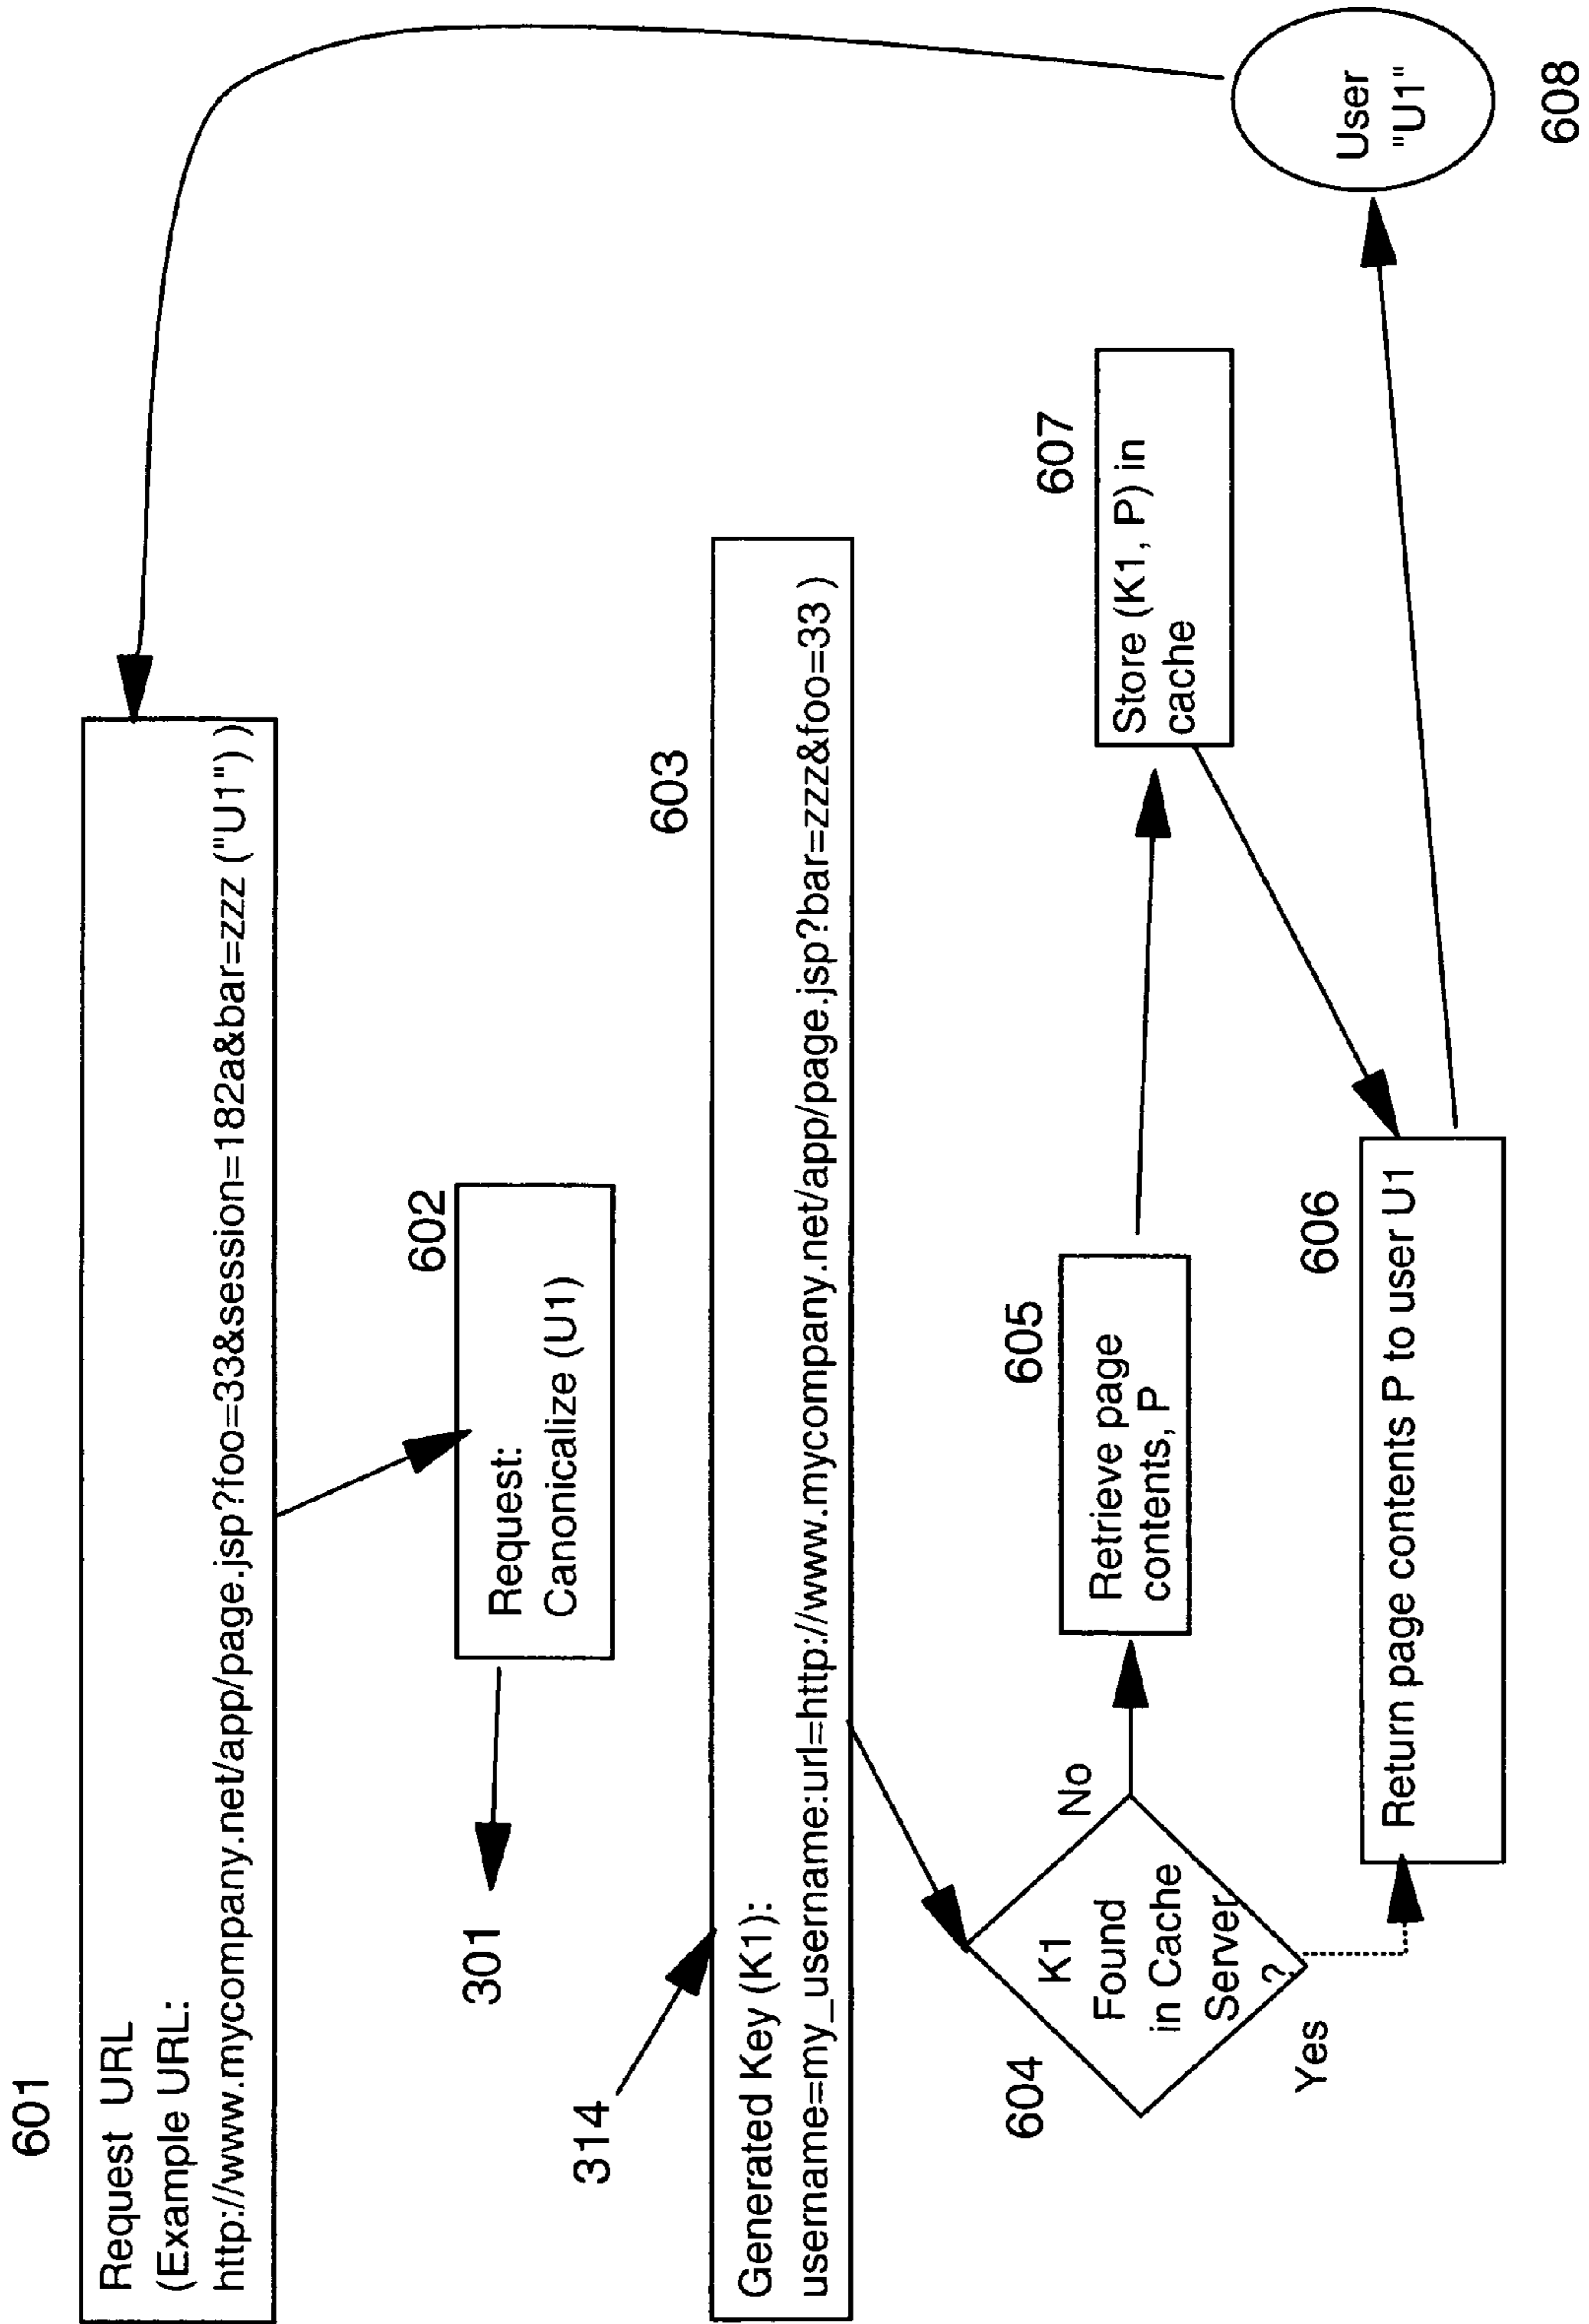 601
Request URL
(Example URL:
http://www.mycompany.net/app/page.jsp?foo=33&session=182a&bar=zzz ("U1") )
602
Request:
Canonicalize (U1)
301
314
603
Generated Key (K1):
username=my_username:url=http://www.mycompany.net/app/page.jsp?bar=zzz&foo=33 )
604
K1
Found
in Cache
Server
?
No
Yes
605
Retrieve page
contents, P
607
Store (K1, P) in
cache
606
Return page contents P to user U1
User
"U1"
608